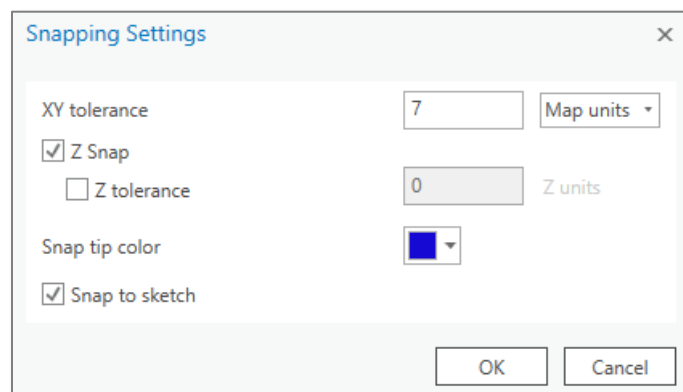 Snapping Settings
XY tolerance 7 Map units
Z Snap
Z tolerance 0 Z units
Snap tip color
Snap to sketch
OK Cancel